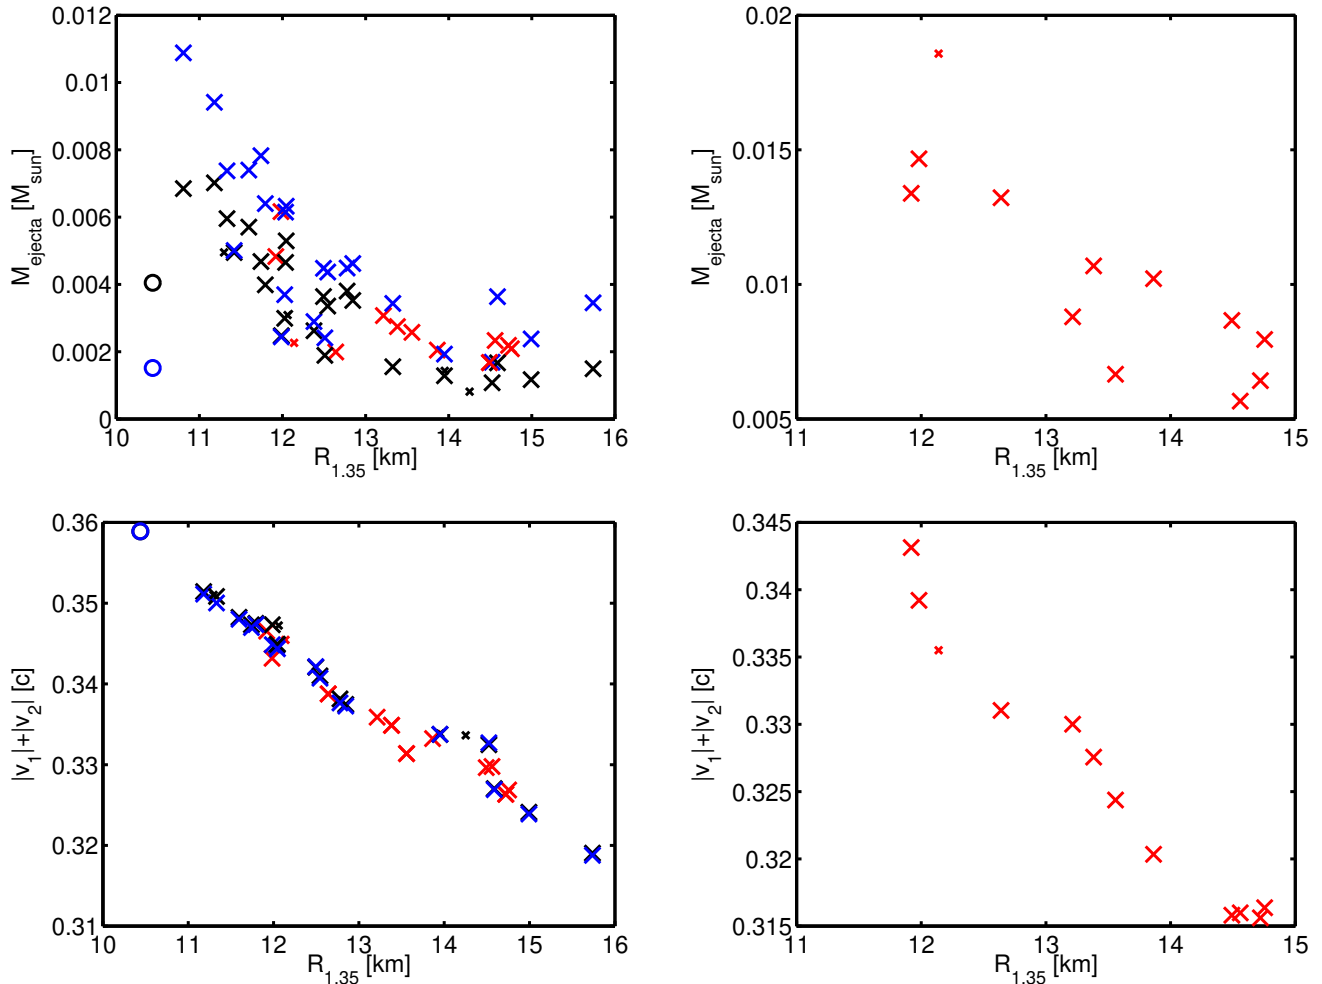 0.012
0.01
0.008
0.006
0.004
0.002
0
M_ejecta [M_sun]
10 11 12 13 14 15 16
R_1.35 [km]
0.02
0.015
0.01
0.005
M_ejecta [M_sun]
11 12 13 14 15
R_1.35 [km]
0.36
0.35
0.34
0.33
0.32
0.31
|v_1|+|v_2| [c]
10 11 12 13 14 15 16
R_1.35 [km]
0.345
0.34
0.335
0.33
0.325
0.32
0.315
|v_1|+|v_2| [c]
11 12 13 14 15
R_1.35 [km]